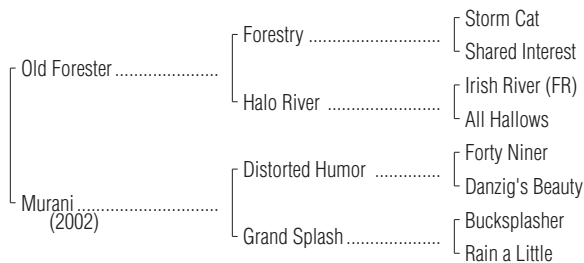 Storm Cat
Forestry ........................................
Shared Interest
Old Forester ........................
Irish River (FR)
Halo River ....................................
All Hallows
Forty Niner
Distorted Humor ........................
Danzig's Beauty
Murani .................................
(2002)
Bucksplasher
Grand Splash ..............................
Rain a Little